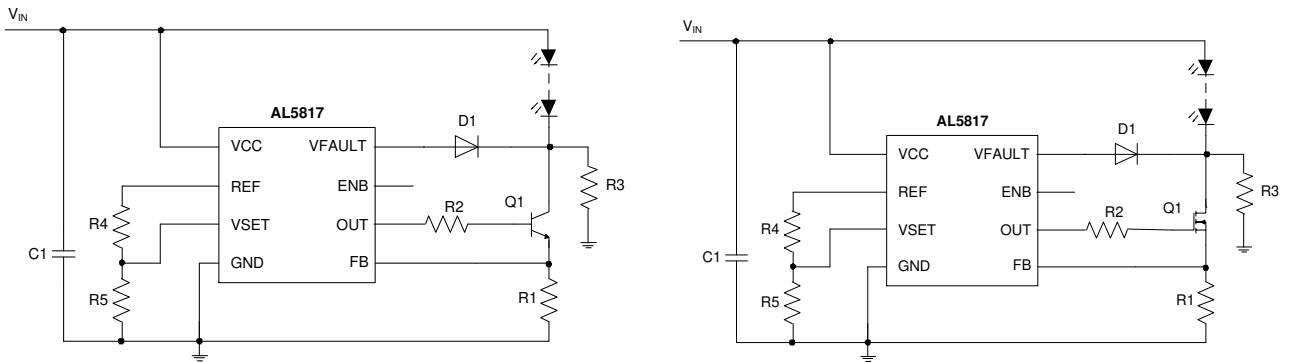 VIN
AL5817
D1
VCC VFAULT
REF ENB
R3
R2 Q1
R4 VSET OUT
C1
GND FB
R5 R1
VIN
AL5817
D1
VCC VFAULT
REF ENB
R3
R2 Q1
R4 VSET OUT
C1
GND FB
R5 R1